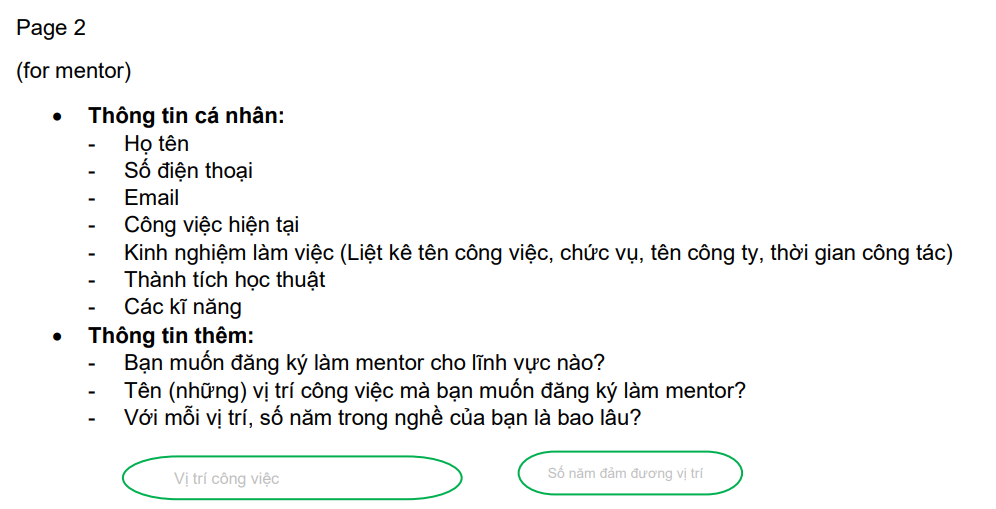 Page 2
(for mentor)
• Thông tin cá nhân:
- Họ tên
- Số điện thoại
- Email
- Công việc hiện tại
- Kinh nghiệm làm việc (Liệt kê tên công việc, chức vụ, tên công ty, thời gian công tác)
- Thành tích học thuật
- Các kĩ năng
• Thông tin thêm:
- Bạn muốn đăng ký làm mentor cho lĩnh vực nào?
- Tên (những) vị trí công việc mà bạn muốn đăng ký làm mentor?
- Với mỗi vị trí, số năm trong nghề của bạn là bao lâu?
Vị trí công việc
Số năm đảm đương vị trí